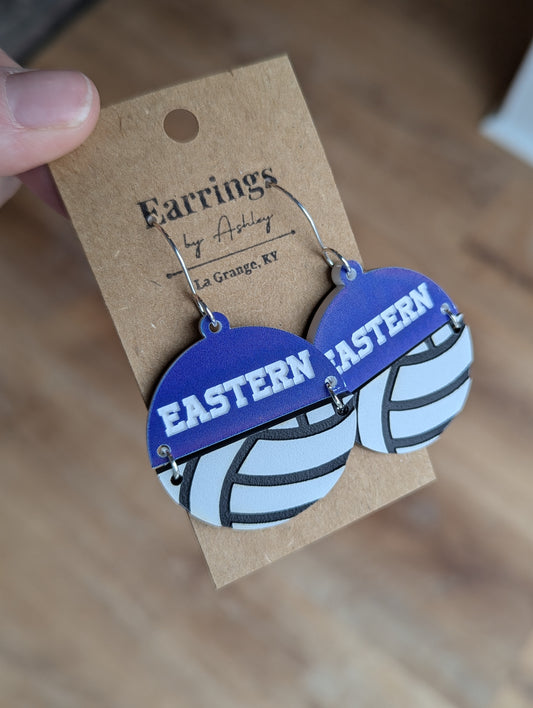 Earrings
by Ashley
La Grange, KY
EASTERN
EASTERN